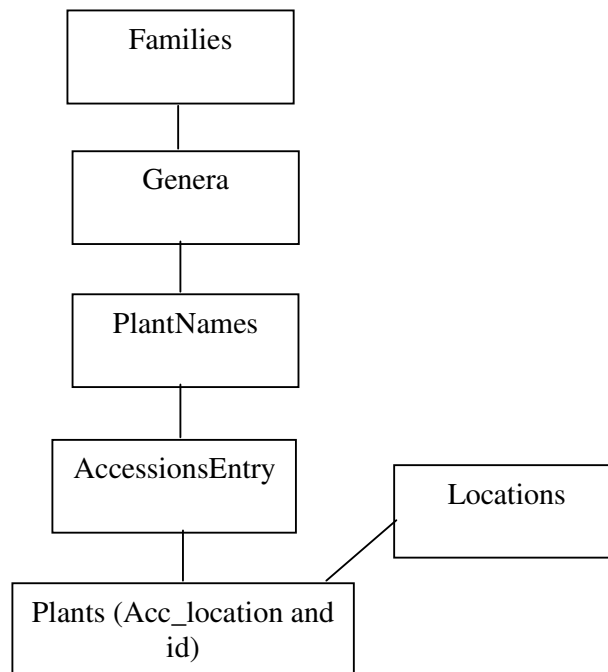 Families
Genera
PlantNames
AccessionsEntry
Locations
Plants (Acc_location and
id)